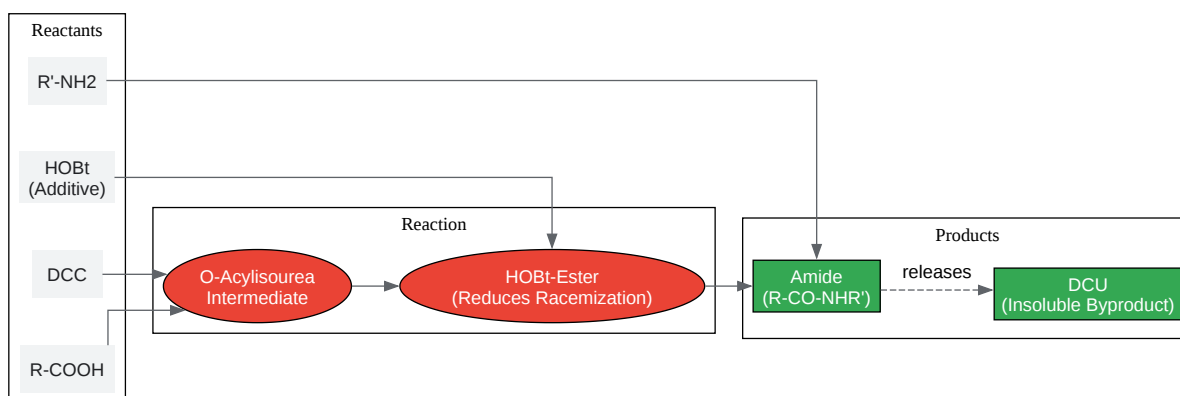 Reactants
R'-NH2
HOBt
(Additive)
DCC
R-COOH
Reaction
O-Acylisourea
Intermediate
HOBt-Ester
(Reduces Racemization)
Products
Amide
(R-CO-NHR')
releases
DCU
(Insoluble Byproduct)